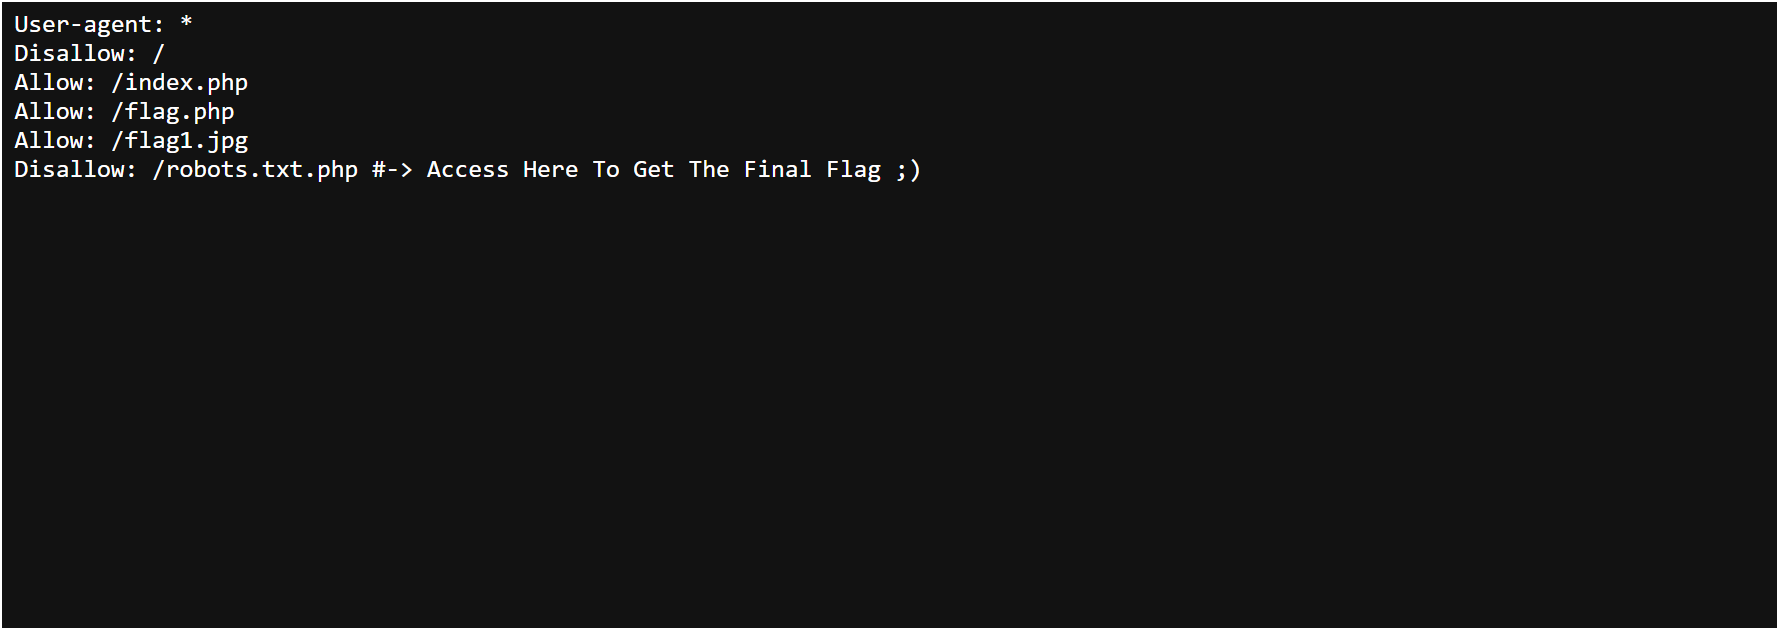 User-agent: *
Disallow: /
Allow: /index.php
Allow: /flag.php
Allow: /flag1.jpg
Disallow: /robots.txt.php #-> Access Here To Get The Final Flag ;)